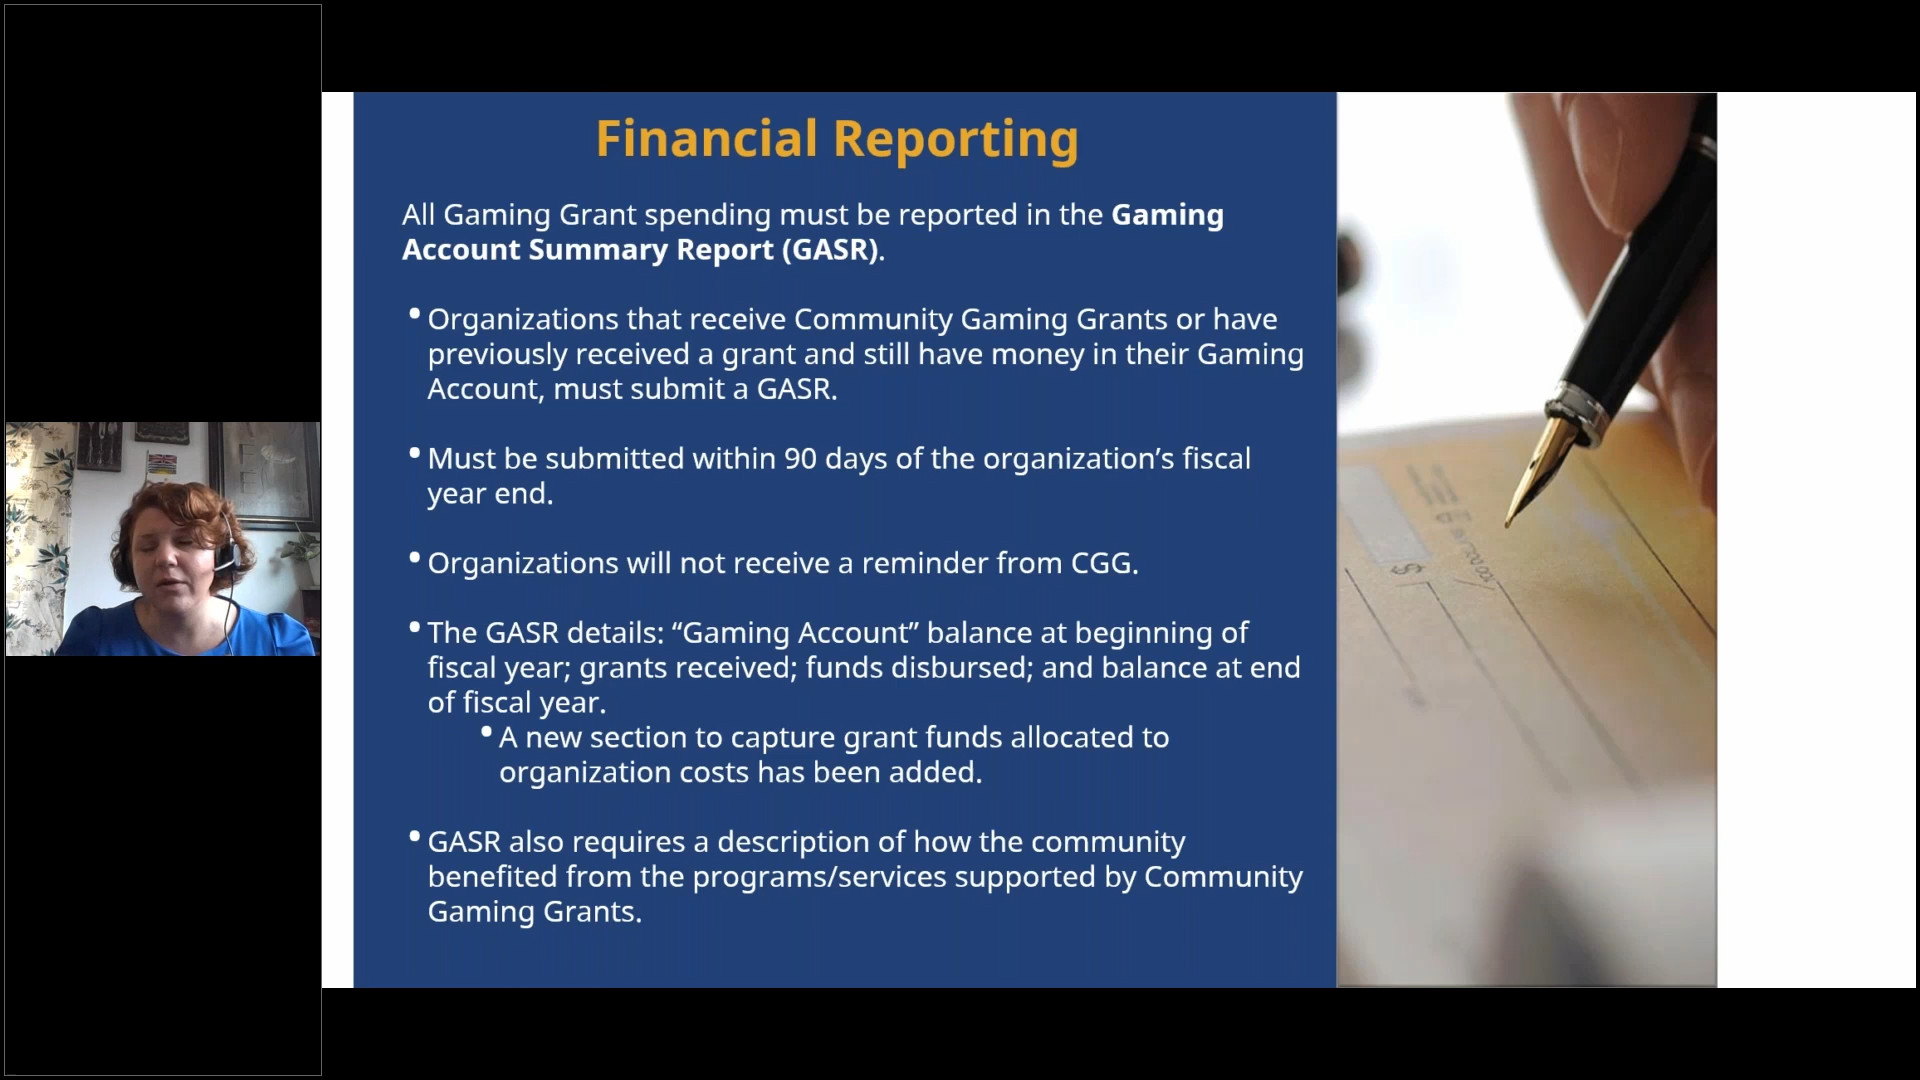 Financial Reporting
All Gaming Grant spending must be reported in the Gaming
Account Summary Report (GASR).
• Organizations that receive Community Gaming Grants or have
previously received a grant and still have money in their Gaming
Account, must submit a GASR.
• Must be submitted within 90 days of the organization’s fiscal
year end.
• Organizations will not receive a reminder from CGG.
• The GASR details: “Gaming Account” balance at beginning of
fiscal year; grants received; funds disbursed; and balance at end
of fiscal year.
• A new section to capture grant funds allocated to
organization costs has been added.
• GASR also requires a description of how the community
benefited from the programs/services supported by Community
Gaming Grants.
$